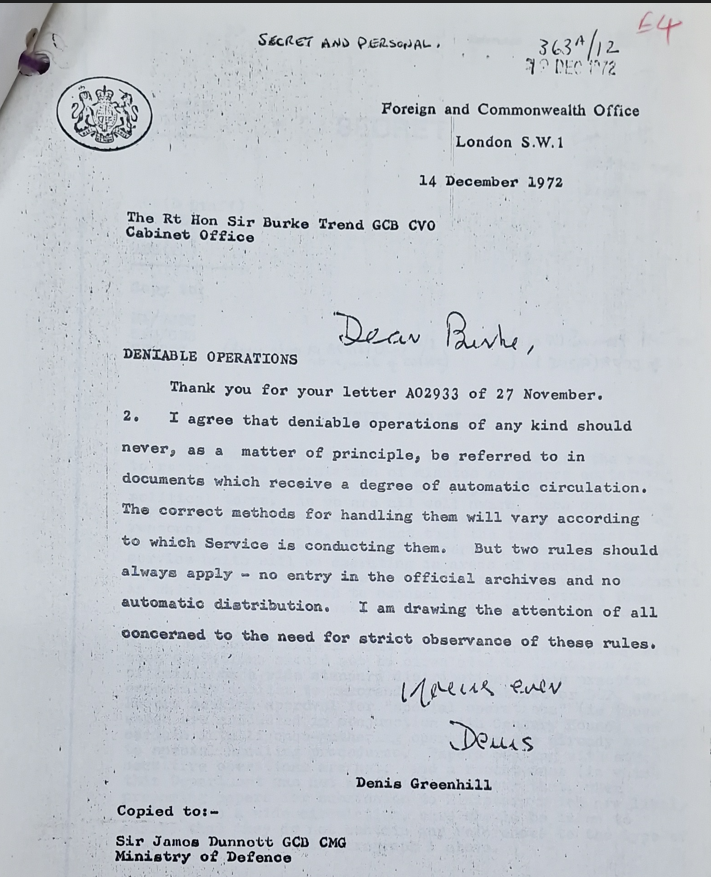 E4
SECRET AND PERSONAL.
363A/12
DEC 1972
Foreign and Commonwealth Office
London S.W.1
14 December 1972
The Rt Hon Sir Burke Trend GCB CVO
Cabinet Office
Dear Burke,
DENIABLE OPERATIONS
Thank you for your letter A02933 of 27 November.
2. I agree that deniable operations of any kind should
never, as a matter of principle, be referred to in
documents which receive a degree of automatic circulation.
The correct methods for handling them will vary according
to which Service is conducting them. But two rules should
always apply - no entry in the official archives and no
automatic distribution. I am drawing the attention of all
concerned to the need for strict observance of these rules.
Yours ever
Denis
Denis Greenhill
Copied to:-
Sir James Dunnett GCB CMG
Ministry of Defence